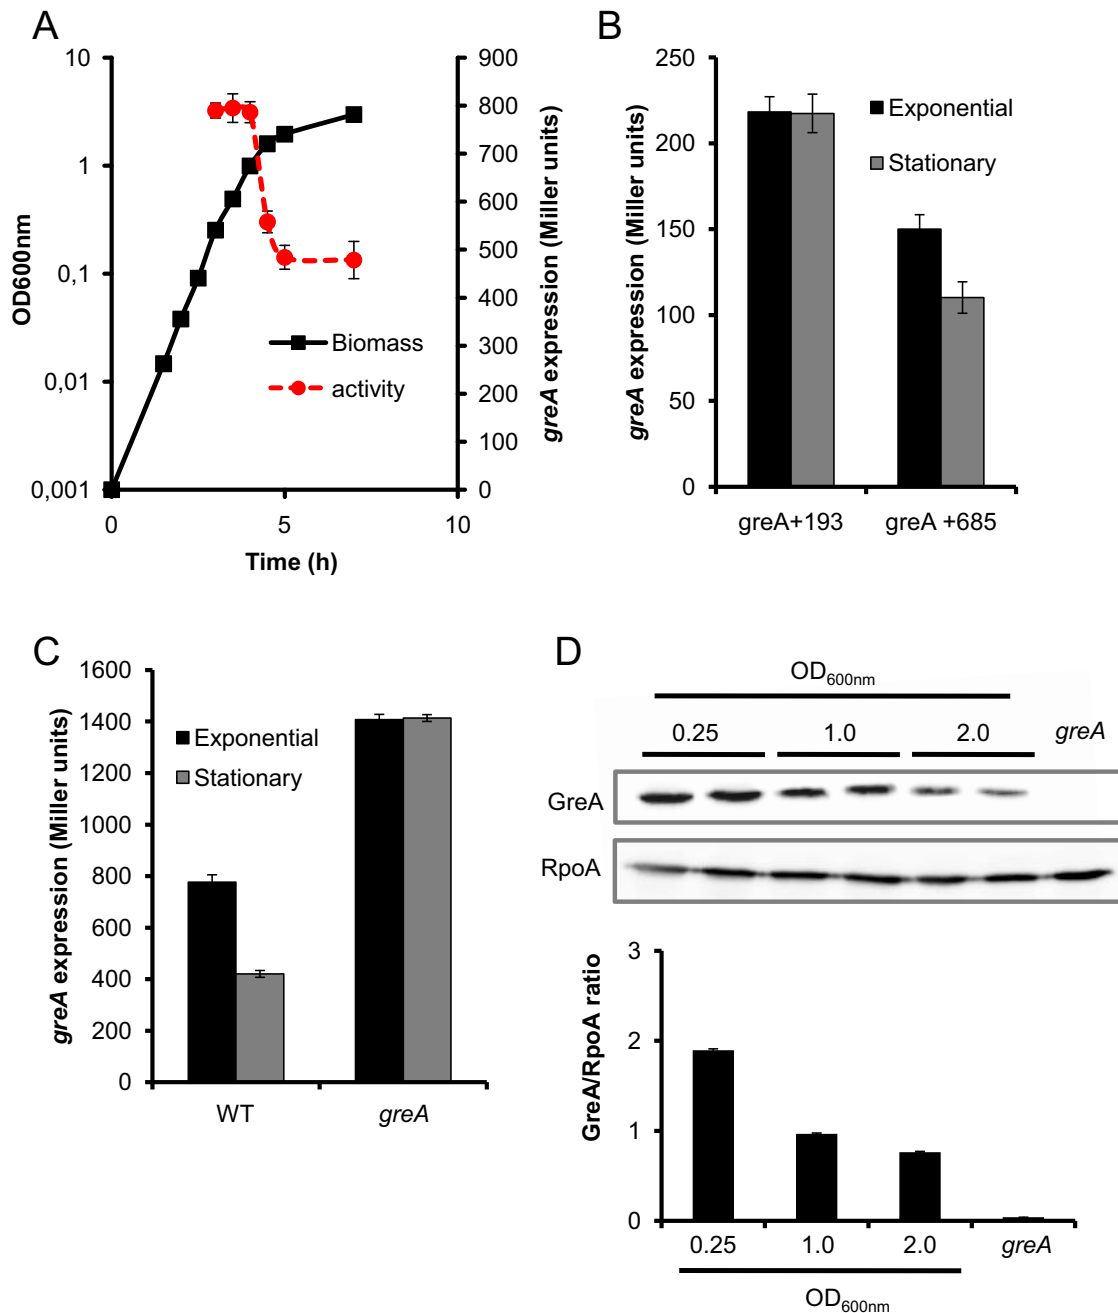 A
OD600nm
10
1
0,1
0,01
0,001
0
5
10
Time (h)
900
800
700
600
500
400
300
200
100
0
greA expression (Miller units)
Biomass
activity
B
greA expression (Miller units)
250
200
150
100
50
0
Exponential
Stationary
greA+193
greA +685
C
greA expression (Miller units)
1600
1400
1200
1000
800
600
400
200
0
Exponential
Stationary
WT
greA
D
OD600nm
0.25 1.0 2.0 greA
GreA
RpoA
GreA/RpoA ratio
3
2
1
0
0.25 1.0 2.0 greA
OD600nm